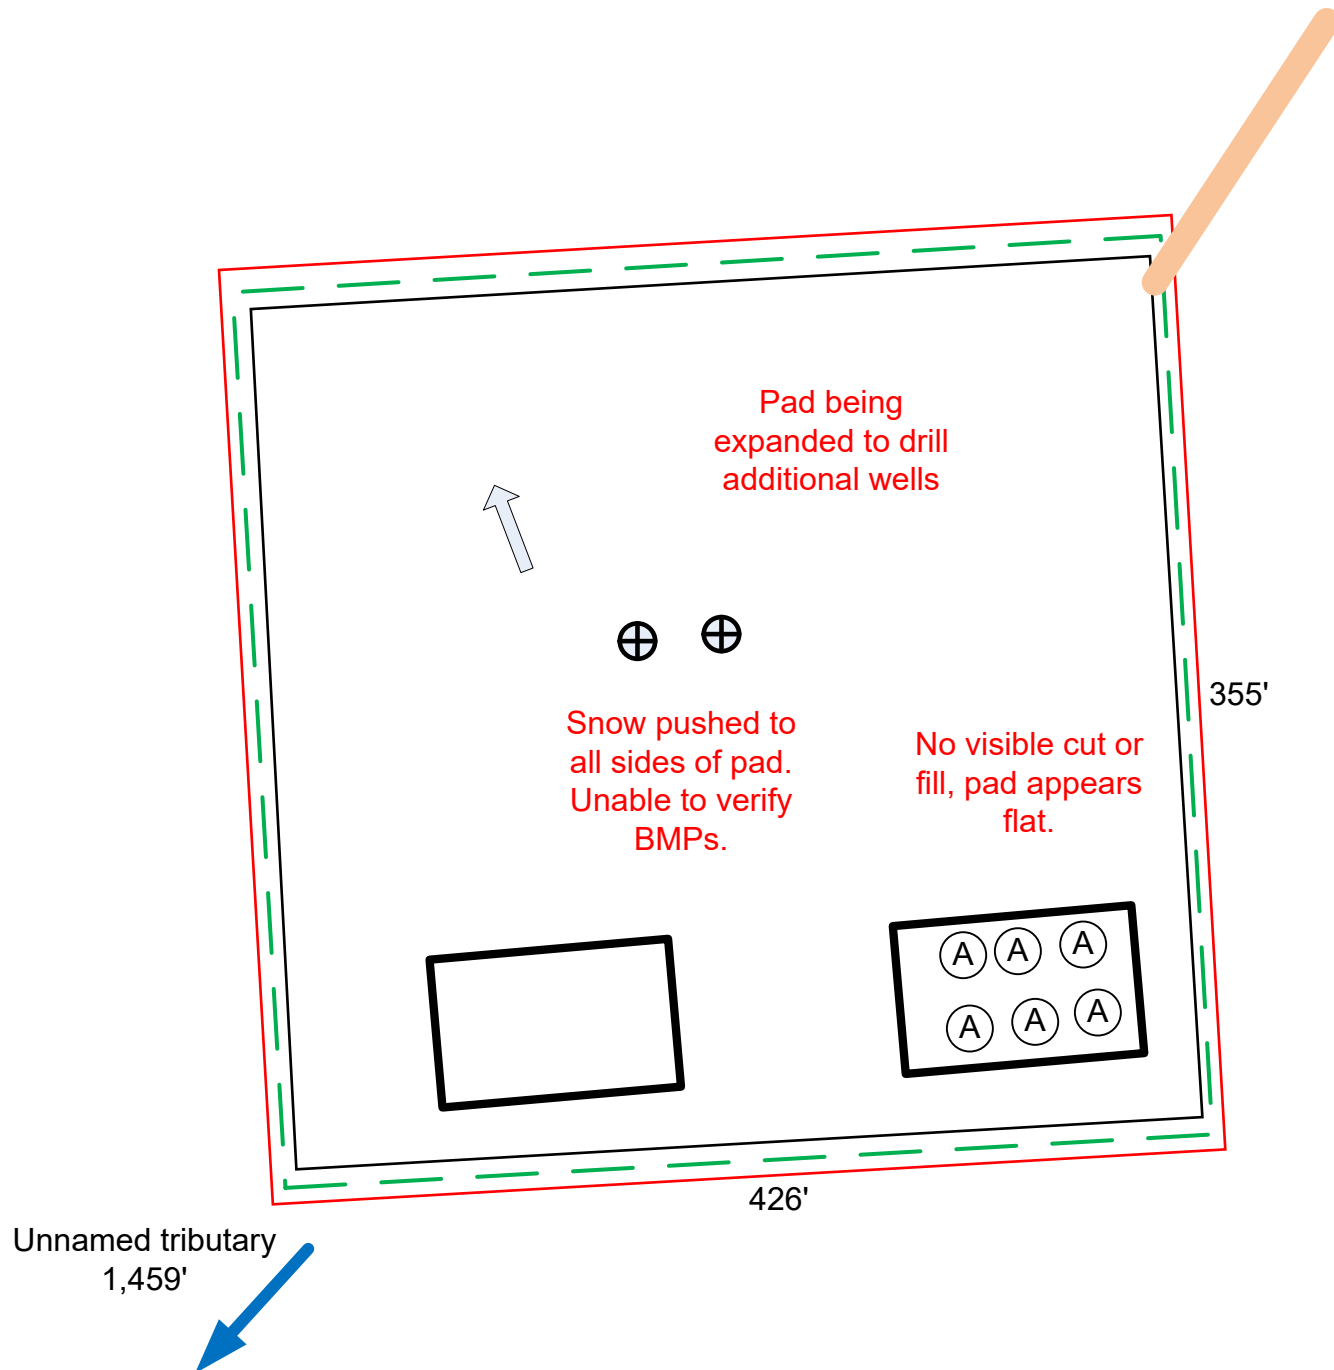 Pad being
expanded to drill
additional wells
355'
Snow pushed to
all sides of pad.
Unable to verify
BMPs.
No visible cut or
fill, pad appears
flat.
A A A
A A A
426'
Unnamed tributary
1,459'